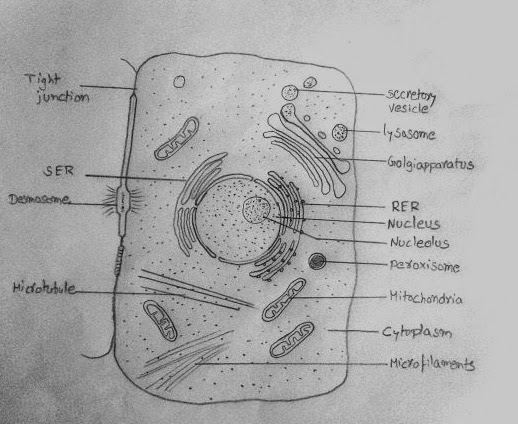 Tight
junction
SER
Desmosome
Microtubule
secretory
vesicle
lysosome
Golgiapparatus
RER
Nucleus
Nucleolus
peroxisome
Mitochondria
Cytoplasm
Microfilaments